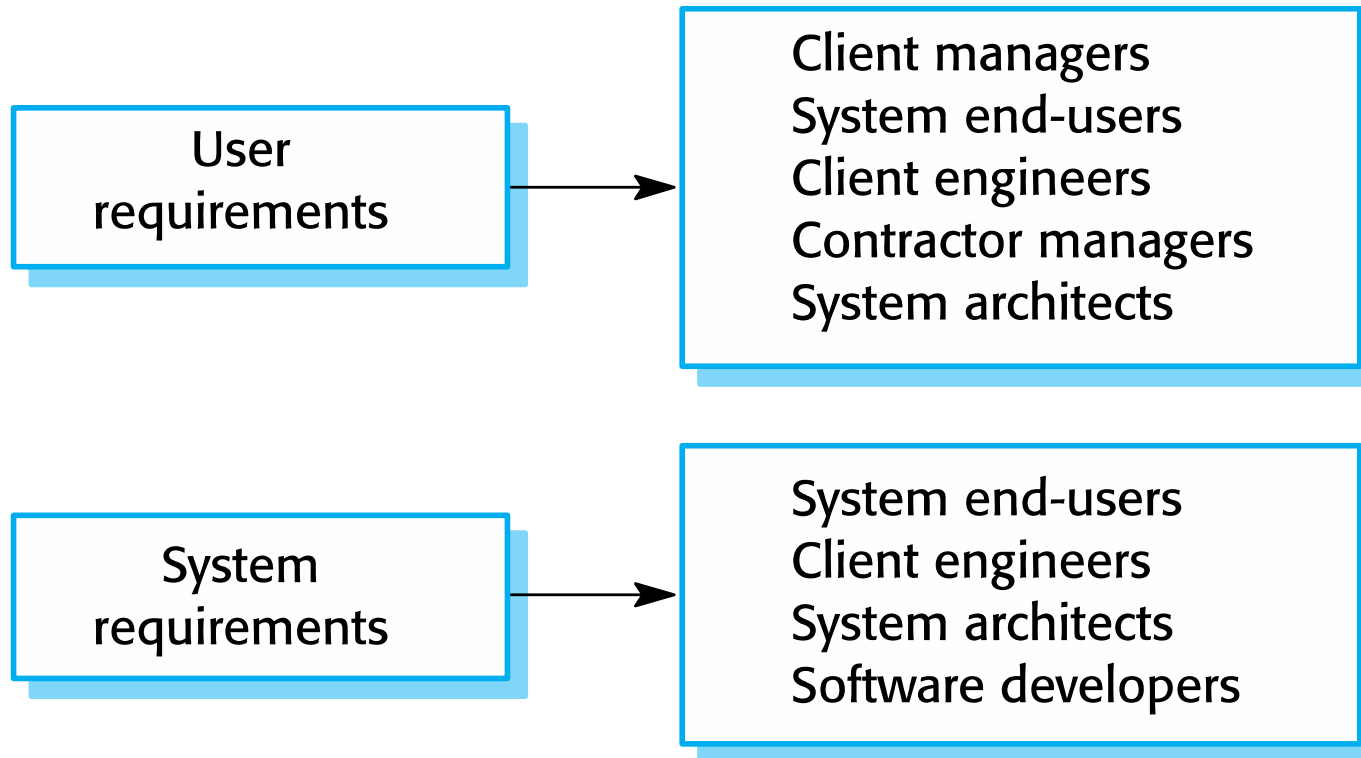 User
requirements
Client managers
System end-users
Client engineers
Contractor managers
System architects
System
requirements
System end-users
Client engineers
System architects
Software developers